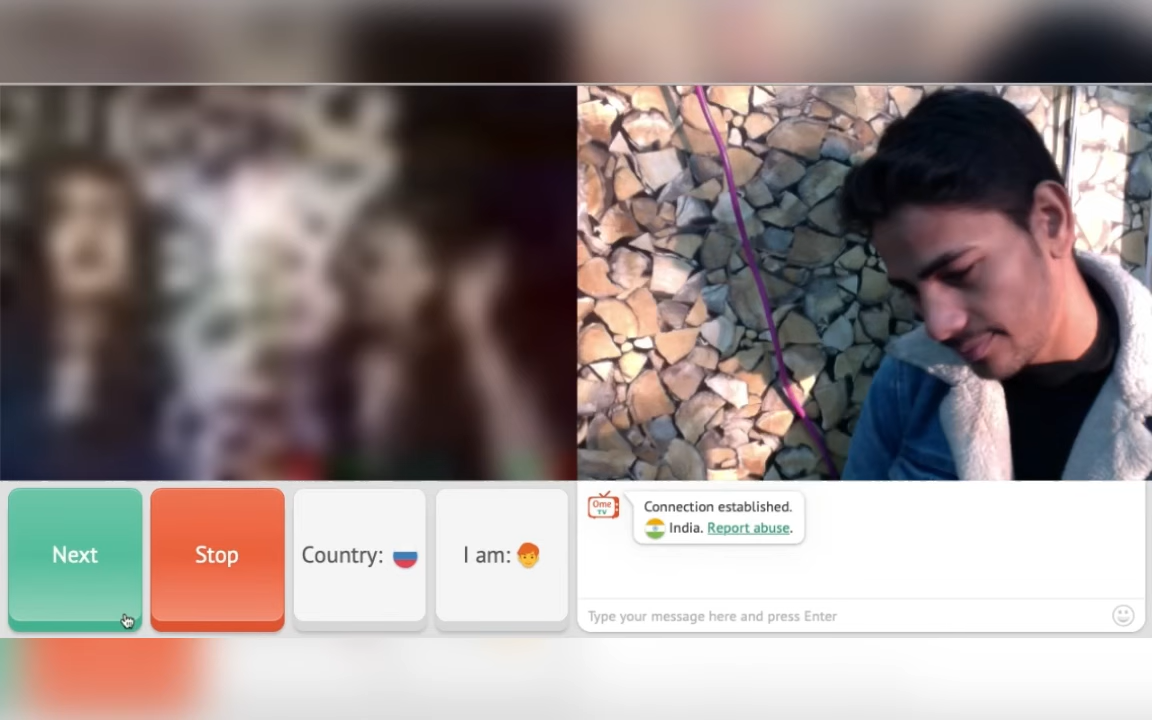 Next
Stop
Country:
I am:
Ome
TV
Connection established.
India. Report abuse.
Type your message here and press Enter